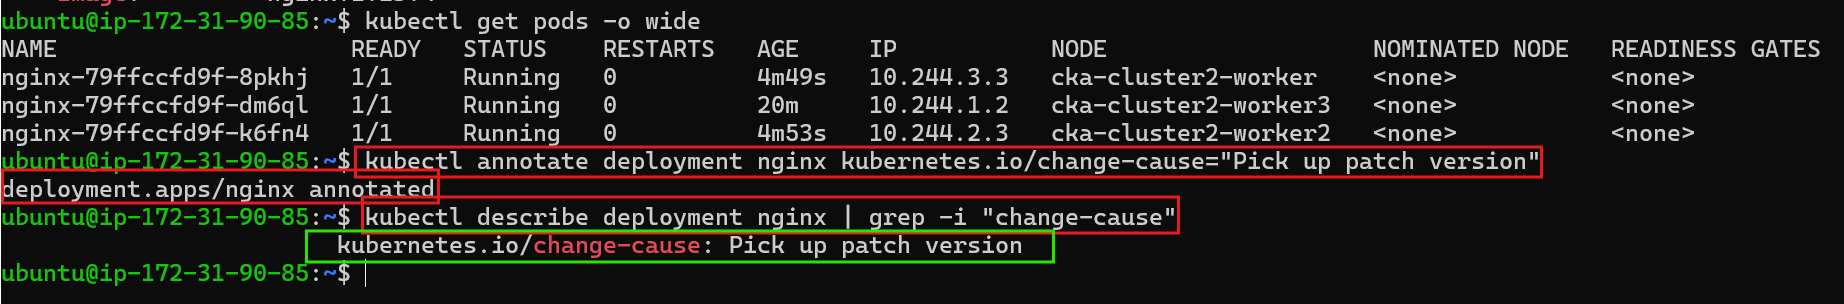 ubuntu@ip-172-31-90-85:~$ kubectl get pods -o wide
NAME READY STATUS RESTARTS AGE IP NODE NOMINATED NODE READINESS GATES
nginx-79ffccfd9f-8pkhj 1/1 Running 0 4m49s 10.244.3.3 cka-cluster2-worker <none> <none>
nginx-79ffccfd9f-dm6ql 1/1 Running 0 20m 10.244.1.2 cka-cluster2-worker3 <none> <none>
nginx-79ffccfd9f-k6fn4 1/1 Running 0 4m53s 10.244.2.3 cka-cluster2-worker2 <none> <none>
ubuntu@ip-172-31-90-85:~$ kubectl annotate deployment nginx kubernetes.io/change-cause="Pick up patch version"
deployment.apps/nginx annotated
ubuntu@ip-172-31-90-85:~$ kubectl describe deployment nginx | grep -i "change-cause"
kubernetes.io/change-cause: Pick up patch version
ubuntu@ip-172-31-90-85:~$